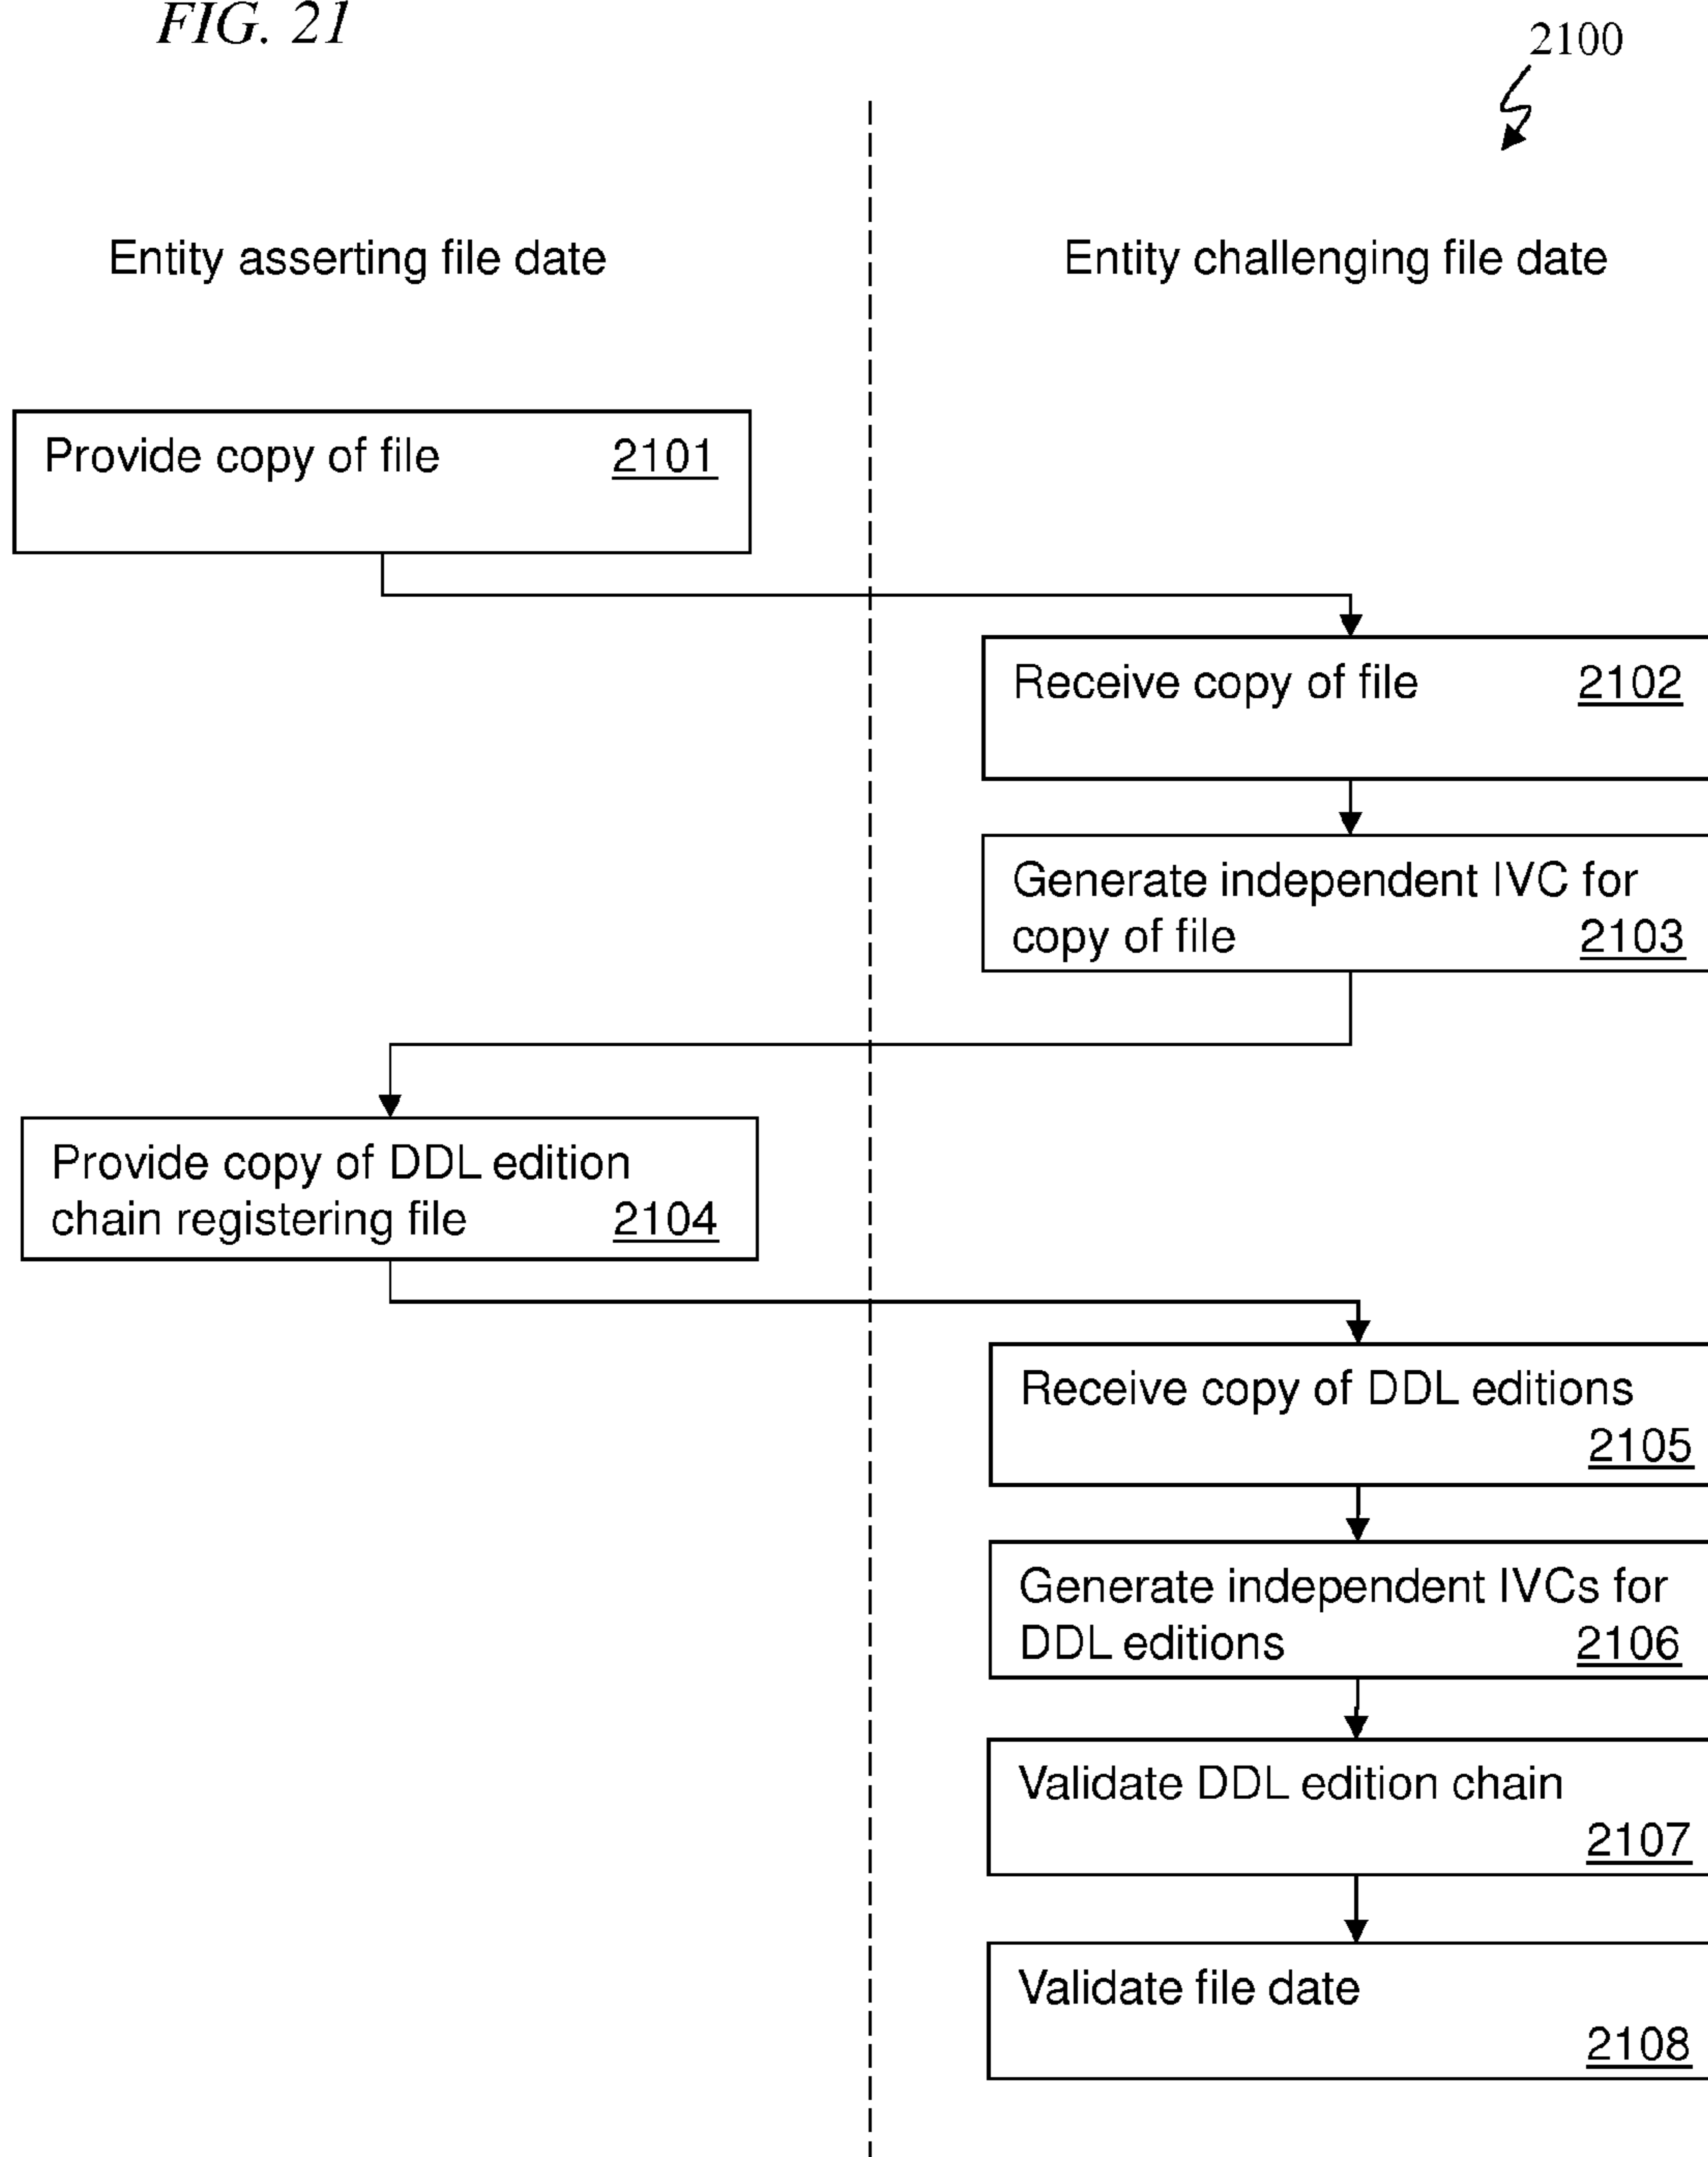 FIG. 21
2100
Entity asserting file date
Entity challenging file date
Provide copy of file 2101
Receive copy of file 2102
Generate independent IVC for
copy of file 2103
Provide copy of DDL edition
chain registering file 2104
Receive copy of DDL editions
2105
Generate independent IVCs for
DDL editions 2106
Validate DDL edition chain
2107
Validate file date
2108